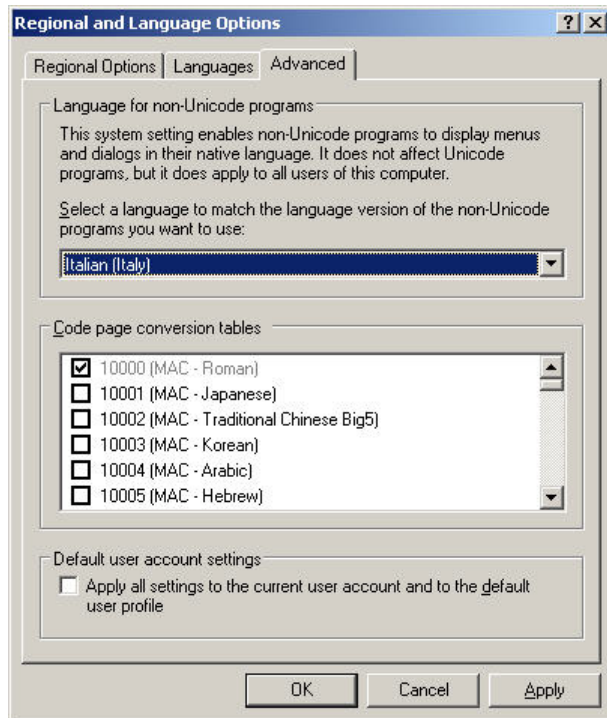 Regional and Language Options
Regional Options
Languages
Advanced
Language for non-Unicode programs
This system setting enables non-Unicode programs to display menus
and dialogs in their native language. It does not affect Unicode
programs, but it does apply to all users of this computer.
Select a language to match the language version of the non-Unicode
programs you want to use:
Italian (Italy)
Code page conversion tables
10000 (MAC - Roman)
10001 (MAC - Japanese)
10002 (MAC - Traditional Chinese Big5)
10003 (MAC - Korean)
10004 (MAC - Arabic)
10005 (MAC - Hebrew)
Default user account settings
Apply all settings to the current user account and to the default
user profile
OK
Cancel
Apply